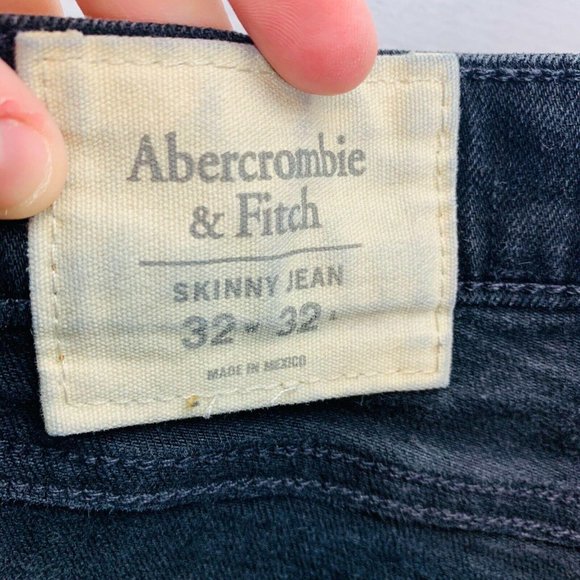 Abercrombie
& Fitch
SKINNY JEAN
32 W 32 L
MADE IN MEXICO